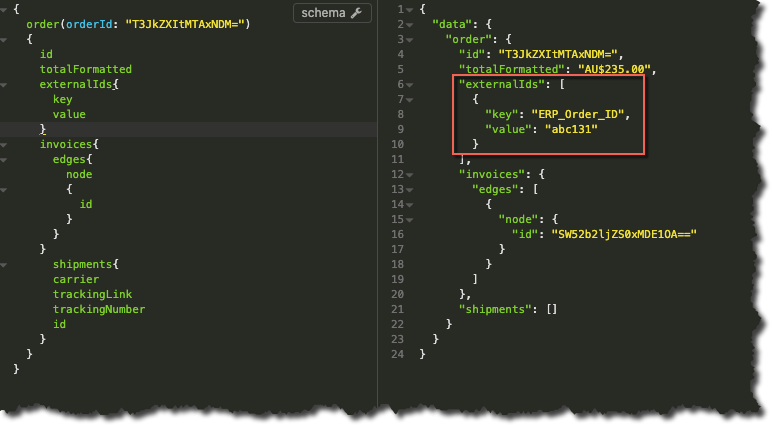 {
order(orderId: "T3JkZXItMTAxNDM=")
{
id
totalFormatted
externalIds{
key
value
}
invoices{
edges{
node
{
id
}
}
}
shipments{
carrier
trackingLink
trackingNumber
id
}
}
}
schema
1 {
2 "data": {
3 "order": {
4 "id": "T3JkZXItMTAxNDM=",
5 "totalFormatted": "AU$235.00",
6 "externalIds": [
7 {
8 "key": "ERP_Order_ID",
9 "value": "abc131"
10 }
11 ],
12 "invoices": {
13 "edges": [
14 {
15 "node": {
16 "id": "SW52b2ljZS0xMDE1OA=="
17 }
18 }
19 ]
20 },
21 "shipments": []
22 }
23 }
24 }